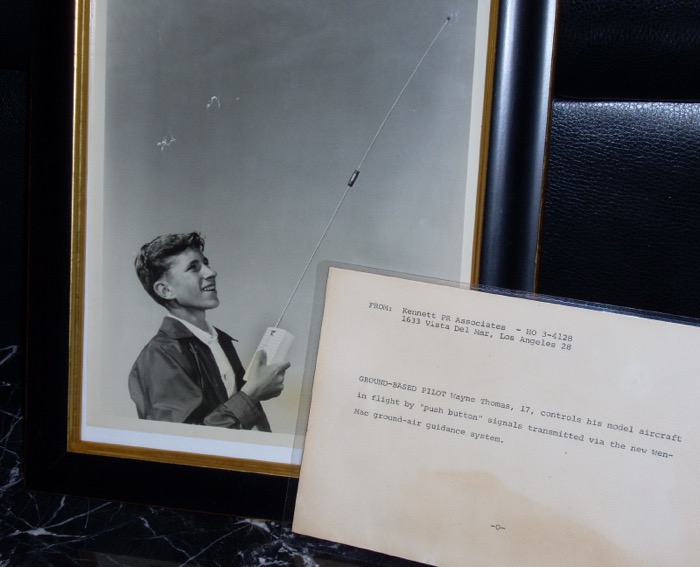 FROM: Kennett PR Associates - HO 3-4128
1633 Vista Del Mar, Los Angeles 28
GROUND-BASED PILOT Wayne Thomas, 17, controls his model aircraft
in flight by "push button" signals transmitted via the new Wen-
Mac ground-air guidance system.
-0-